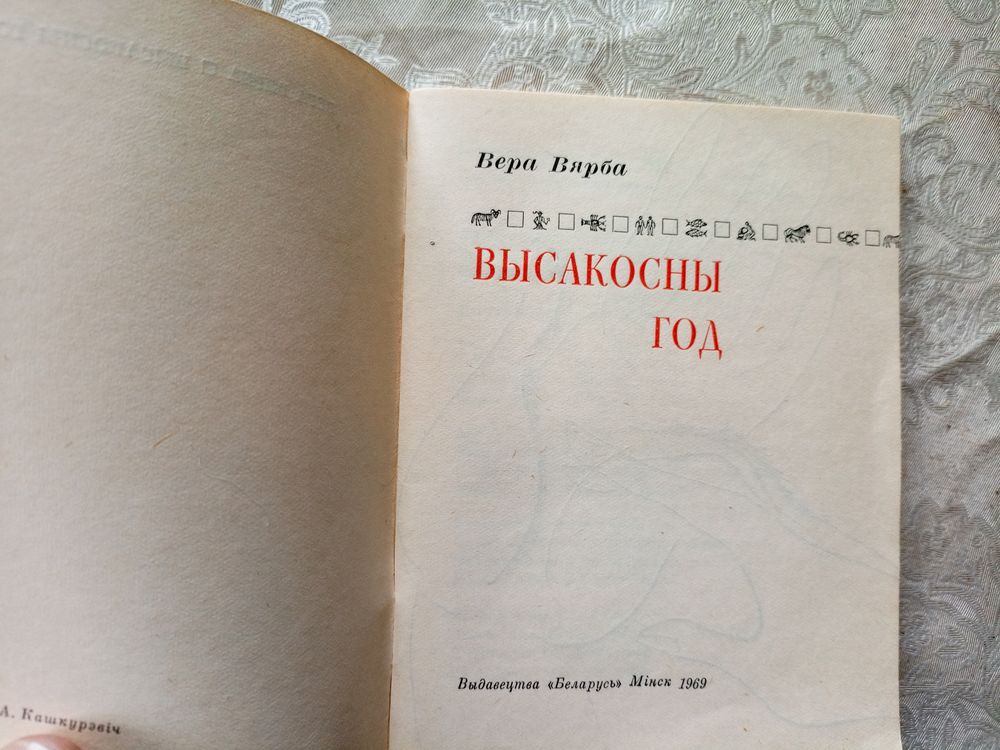 А. Кашкурэвіч
Вера Вярба
ВЫСАКОСНЫ
ГОД
Выдавецтва «Беларусь» Мінск 1969